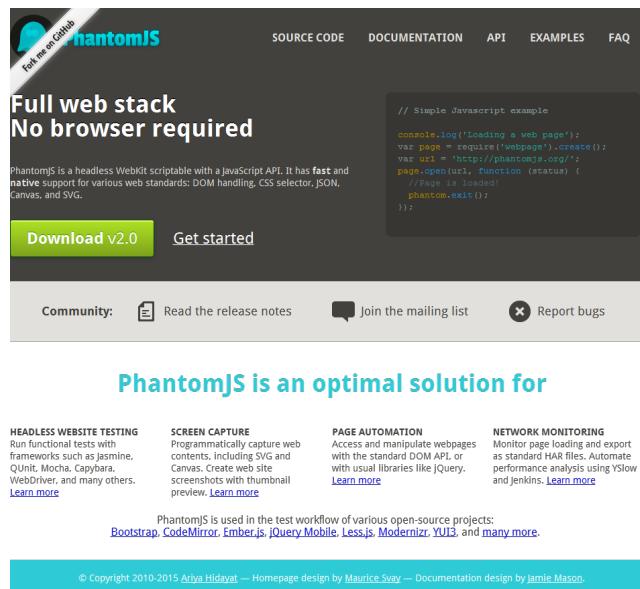 Fork me on GitHub
PhantomJS
SOURCE CODE DOCUMENTATION API EXAMPLES FAQ
Full web stack
No browser required
PhantomJS is a headless WebKit scriptable with a JavaScript API. It has fast and
native support for various web standards: DOM handling, CSS selector, JSON,
Canvas, and SVG.
Download v2.0 Get started
// Simple Javascript example
console.log('Loading a web page');
var page = require('webpage').create();
var url = 'http://phantomjs.org/';
page.open(url, function (status) {
//Page is loaded!
phantom.exit();
});
Community: Read the release notes Join the mailing list Report bugs
PhantomJS is an optimal solution for
HEADLESS WEBSITE TESTING
Run functional tests with
frameworks such as Jasmine,
QUnit, Mocha, Capybara,
WebDriver, and many others.
Learn more
SCREEN CAPTURE
Programmatically capture web
contents, including SVG and
Canvas. Create web site
screenshots with thumbnail
preview. Learn more
PAGE AUTOMATION
Access and manipulate webpages
with the standard DOM API, or
with usual libraries like jQuery.
Learn more
NETWORK MONITORING
Monitor page loading and export
as standard HAR files. Automate
performance analysis using YSlow
and Jenkins. Learn more
PhantomJS is used in the test workflow of various open-source projects:
Bootstrap, CodeMirror, Ember.js, jQuery Mobile, Less.js, Modernizr, YUI3, and many more.
© Copyright 2010-2015 Ariya Hidayat — Homepage design by Maurice Svay — Documentation design by Jamie Mason.